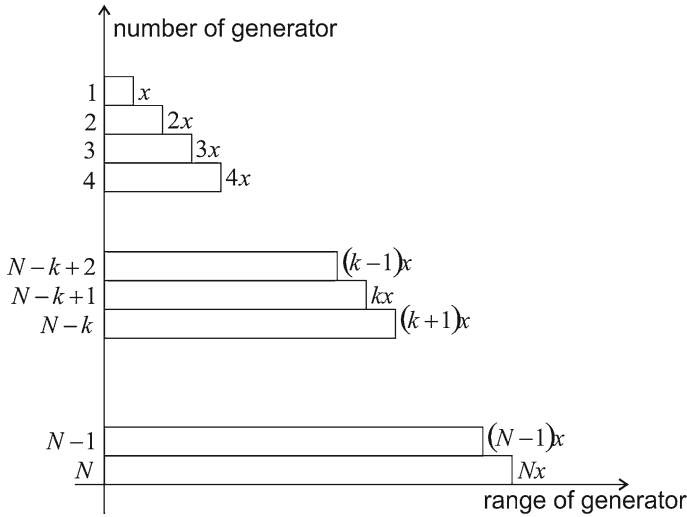 number of generator
1 x
2 2x
3 3x
4 4x
N−k+2 (k−1)x
N−k+1 kx
N−k (k+1)x
N−1 (N−1)x
N Nx
range of generator